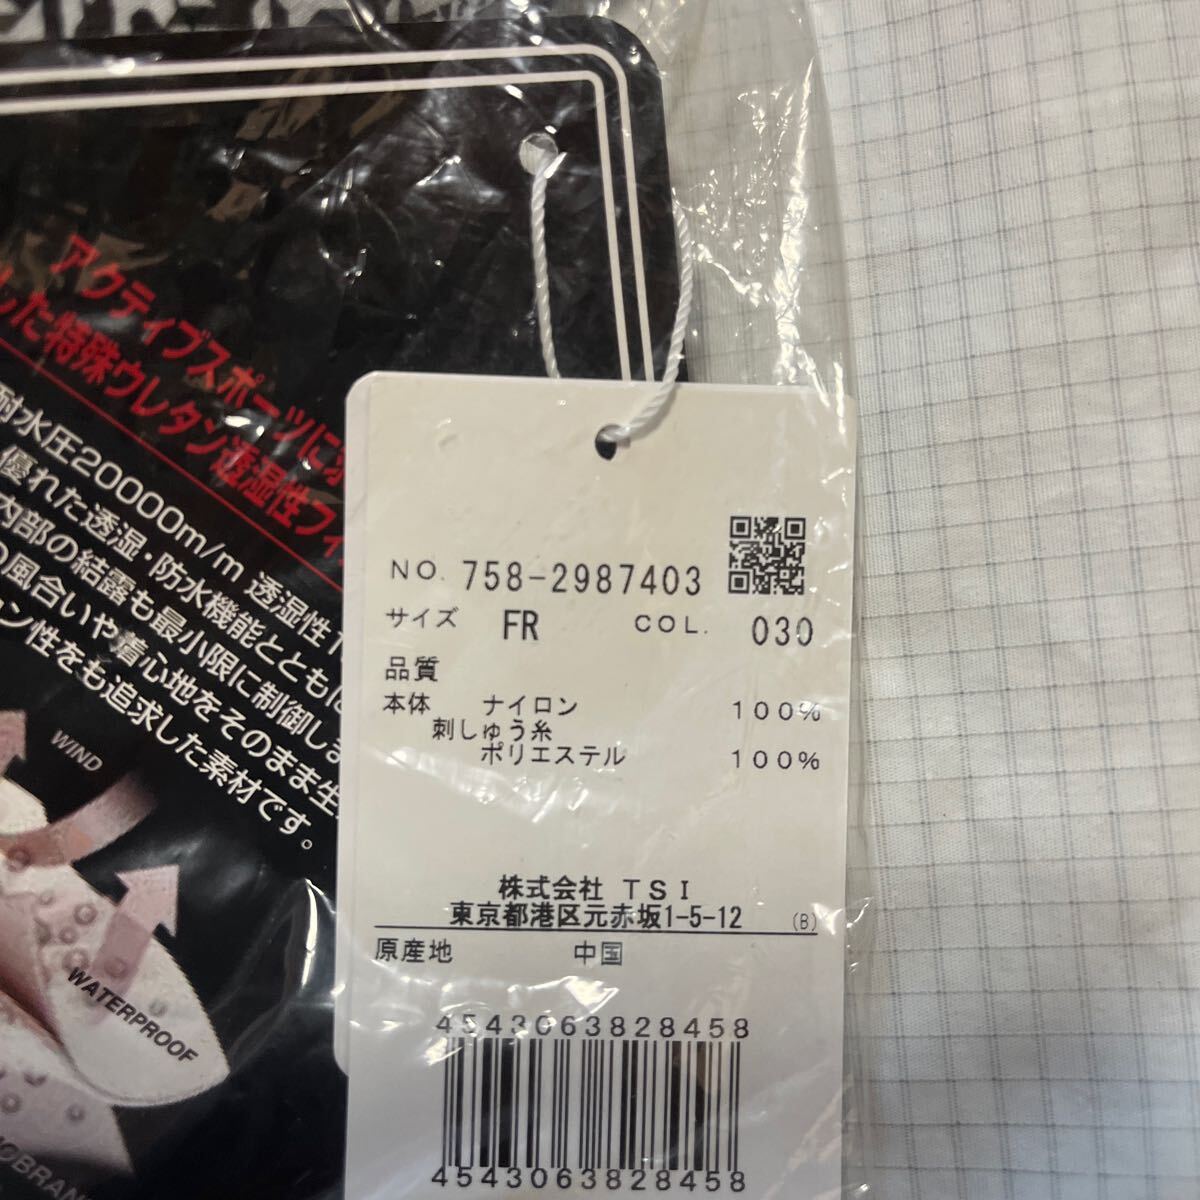 アクティブスポーツに
した特殊ウレタン透湿性フィ
耐水圧20000m/m 透湿性1
優れた透湿・防水機能とともに
内部の結露も最小限に制御しま
の風合いや着心地をそのまま生
ン性をも追求した素材です。
WIND
WATERPROOF
OBRAN
NO. 758-2987403
サイズ FR COL. 030
品質
本体 ナイロン 100%
刺しゅう糸
ポリエステル 100%
株式会社 TSI
東京都港区元赤坂1-5-12 (B)
原産地 中国
4543063828458
4543063828458